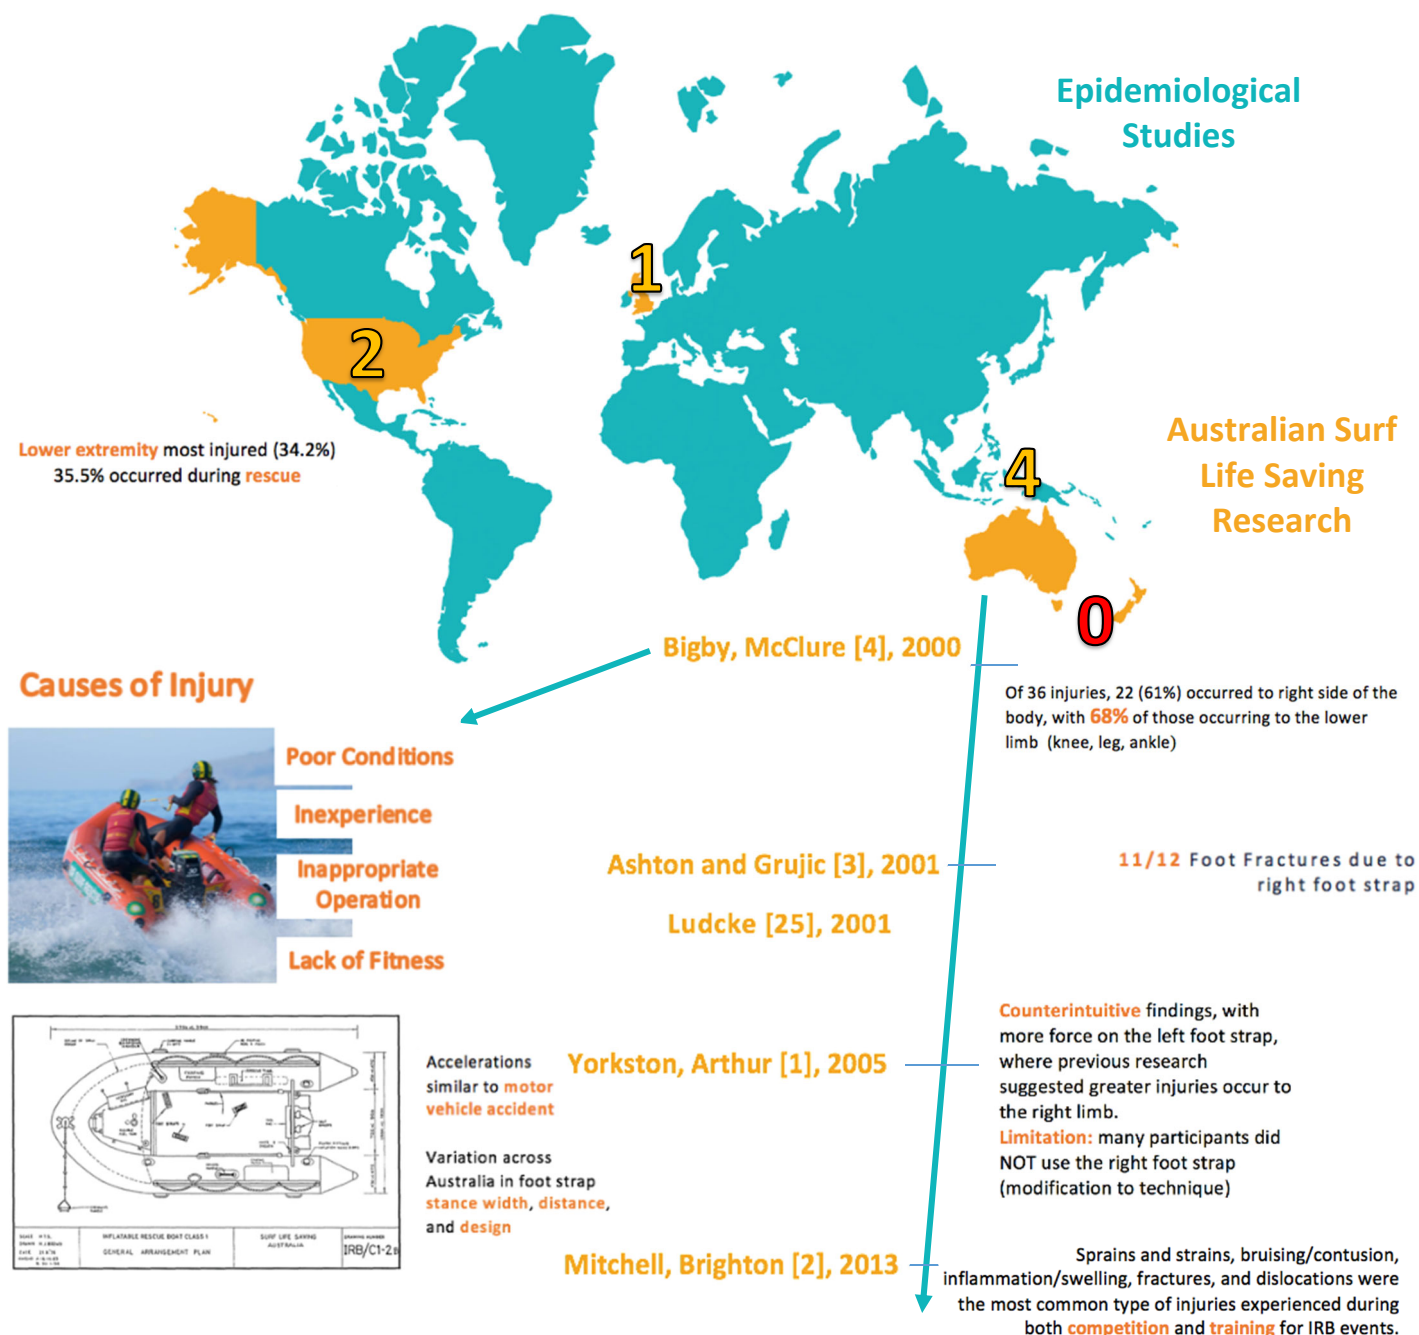 Epidemiological
Studies
1
2
Lower extremity most injured (34.2%)
35.5% occurred during rescue
4
Australian Surf
Life Saving
Research
0
Bigby, McClure [4], 2000
Of 36 injuries, 22 (61%) occurred to right side of the
body, with 68% of those occurring to the lower
limb (knee, leg, ankle)
Causes of Injury
Poor Conditions
Inexperience
Inappropriate
Operation
Lack of Fitness
Ashton and Grujic [3], 2001
11/12 Foot Fractures due to
right foot strap
Ludcke [25], 2001
Yorkston, Arthur [1], 2005
Accelerations
similar to motor
vehicle accident
Variation across
Australia in foot strap
stance width, distance,
and design
Counterintuitive findings, with
more force on the left foot strap,
where previous research
suggested greater injuries occur to
the right limb.
Limitation: many participants did
NOT use the right foot strap
(modification to technique)
INFLATABLE RESCUE BOAT CLASS 1
GENERAL ARRANGEMENT PLAN
SURF LIFE SAVING
AUSTRALIA
DRAWING NUMBER
IRB/C1-2
Mitchell, Brighton [2], 2013
Sprains and strains, bruising/contusion,
inflammation/swelling, fractures, and dislocations were
the most common type of injuries experienced during
both competition and training for IRB events.